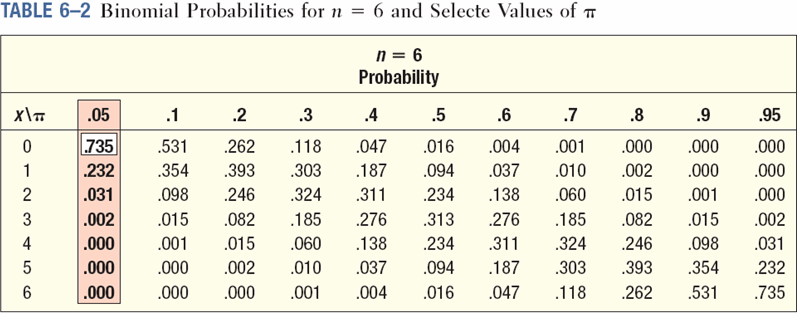 TABLE 6–2 Binomial Probabilities for n = 6 and Selecte Values of π
n = 6
Probability
x\π .05 .1 .2 .3 .4 .5 .6 .7 .8 .9 .95
0 .735 .531 .262 .118 .047 .016 .004 .001 .000 .000 .000
1 .232 .354 .393 .303 .187 .094 .037 .010 .002 .000 .000
2 .031 .098 .246 .324 .311 .234 .138 .060 .015 .001 .000
3 .002 .015 .082 .185 .276 .313 .276 .185 .082 .015 .002
4 .000 .001 .015 .060 .138 .234 .311 .324 .246 .098 .031
5 .000 .000 .002 .010 .037 .094 .187 .303 .393 .354 .232
6 .000 .000 .000 .001 .004 .016 .047 .118 .262 .531 .735